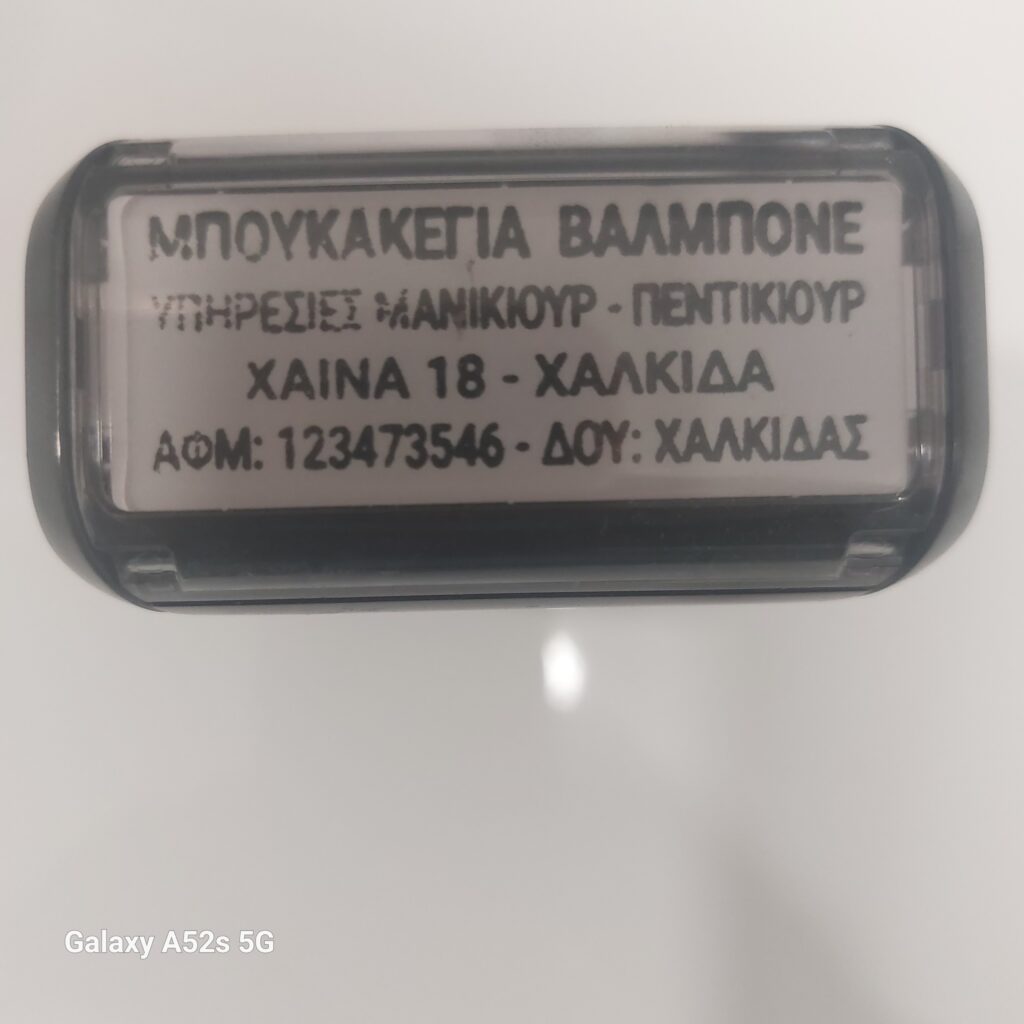 ΜΠΟΥΚΑΚΕΓΙΑ ΒΑΛΜΠΟΝΕ
ΥΠΗΡΕΣΙΕΣ ΜΑΝΙΚΙΟΥΡ - ΠΕΝΤΙΚΙΟΥΡ
ΧΑΙΝΑ 18 - ΧΑΛΚΙΔΑ
ΑΦΜ: 123473546 - ΔΟΥ: ΧΑΛΚΙΔΑΣ
Galaxy A52s 5G